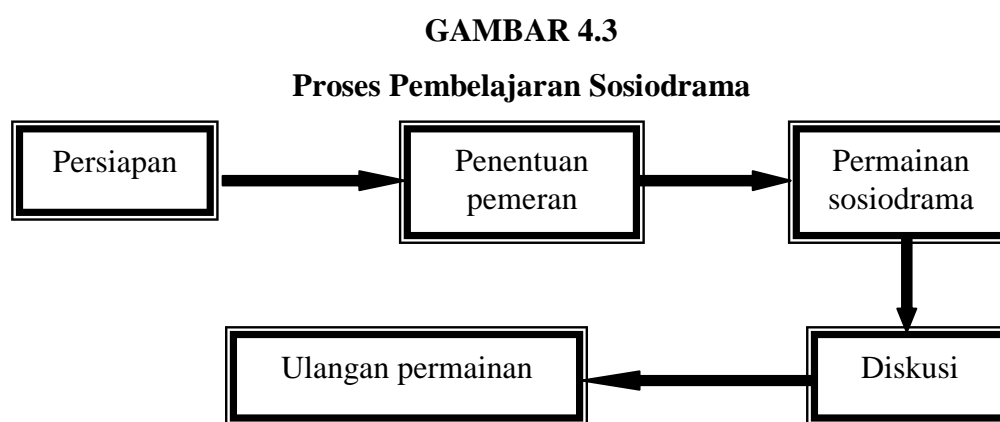 GAMBAR 4.3
Proses Pembelajaran Sosiodrama
Persiapan
Penentuan
pemeran
Permainan
sosiodrama
Diskusi
Ulangan permainan